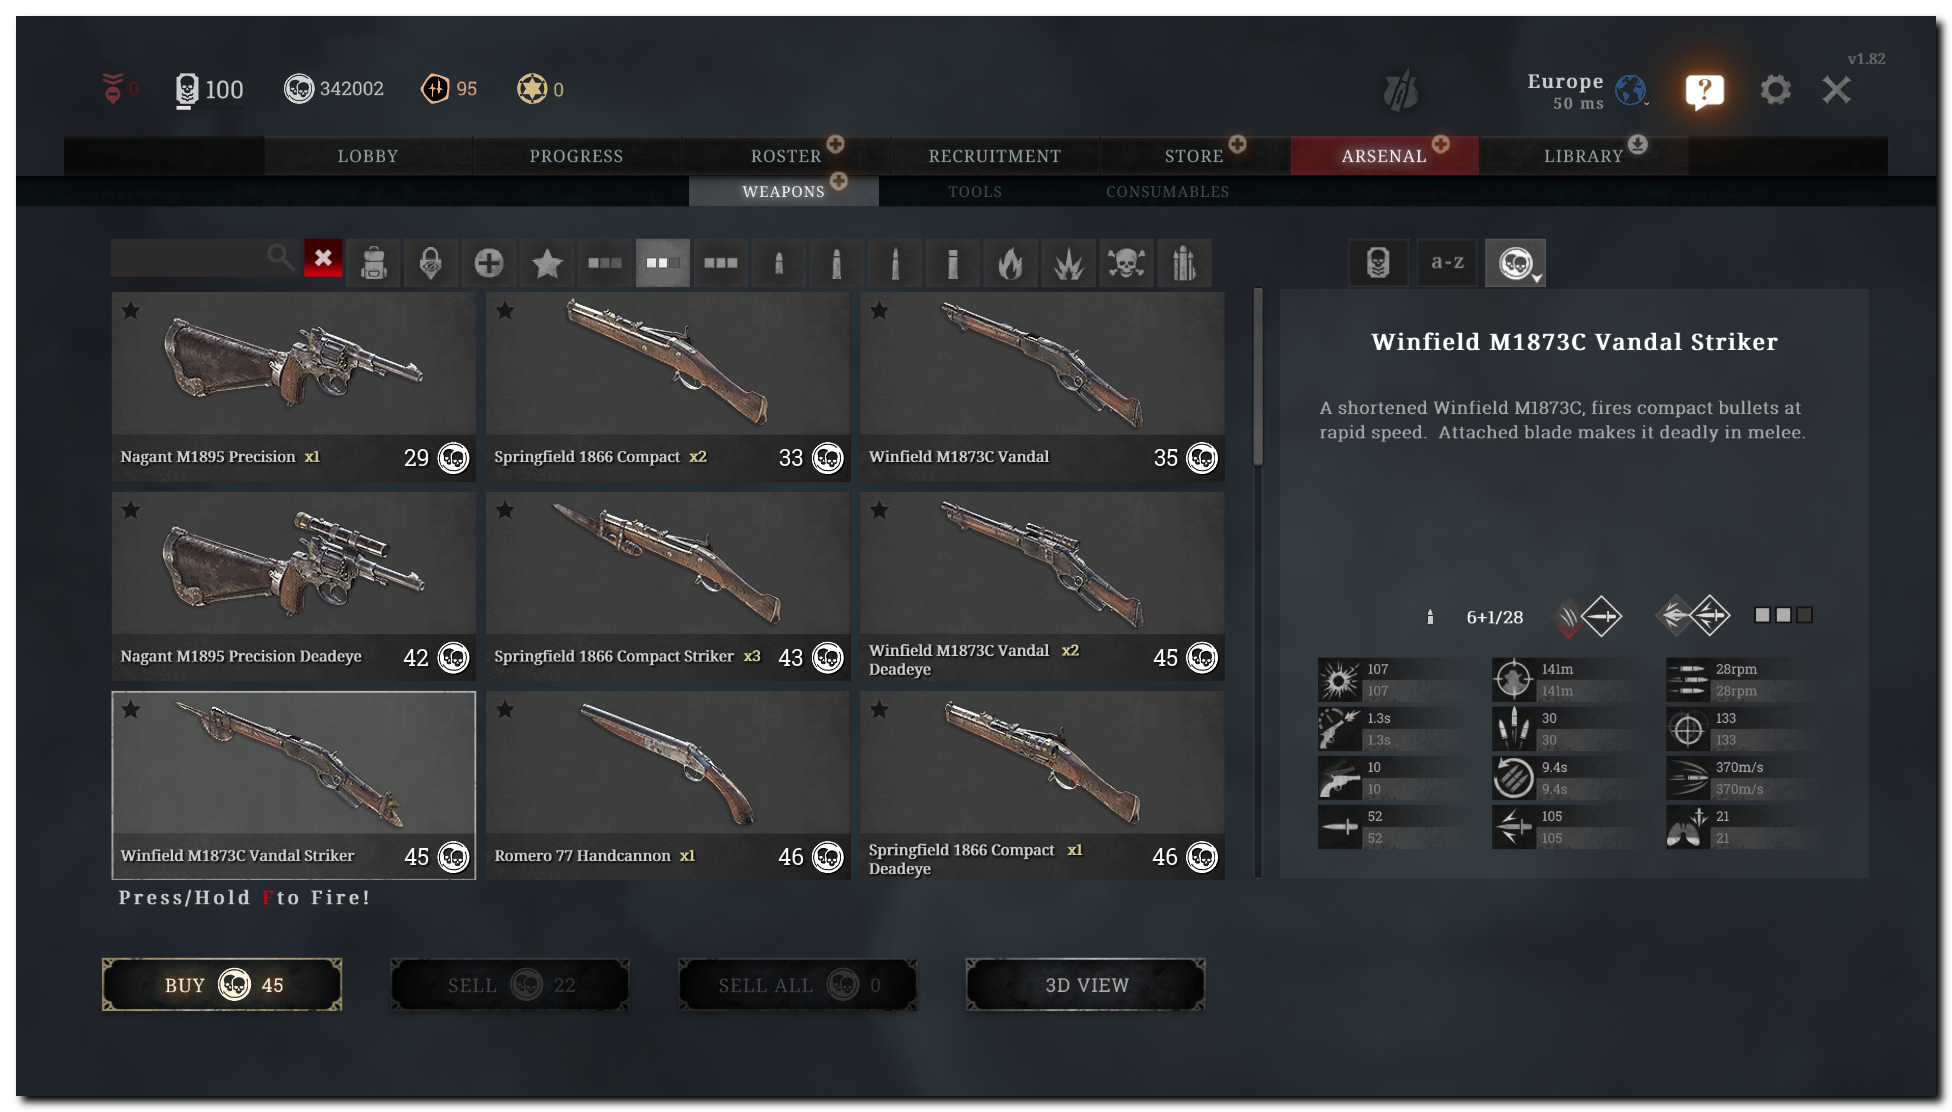 v1.82
0
100
342002
95
0
Europe
50 ms
?
LOBBY
PROGRESS
ROSTER
RECRUITMENT
STORE
ARSENAL
LIBRARY
WEAPONS
TOOLS
CONSUMABLES
a-z
Nagant M1895 Precision x1 29
Springfield 1866 Compact x2 33
Winfield M1873C Vandal 35
Nagant M1895 Precision Deadeye 42
Springfield 1866 Compact Striker x3 43
Winfield M1873C Vandal x2
Deadeye
45
Winfield M1873C Vandal Striker 45
Romero 77 Handcannon x1 46
Springfield 1866 Compact x1
Deadeye
46
Press/Hold F to Fire!
BUY 45
SELL 22
SELL ALL 0
3D VIEW
Winfield M1873C Vandal Striker
A shortened Winfield M1873C, fires compact bullets at
rapid speed. Attached blade makes it deadly in melee.
6+1/28
107
107
141m
141m
28rpm
28rpm
1.3s
1.3s
30
30
133
133
10
10
9.4s
9.4s
370m/s
370m/s
52
52
105
105
21
21